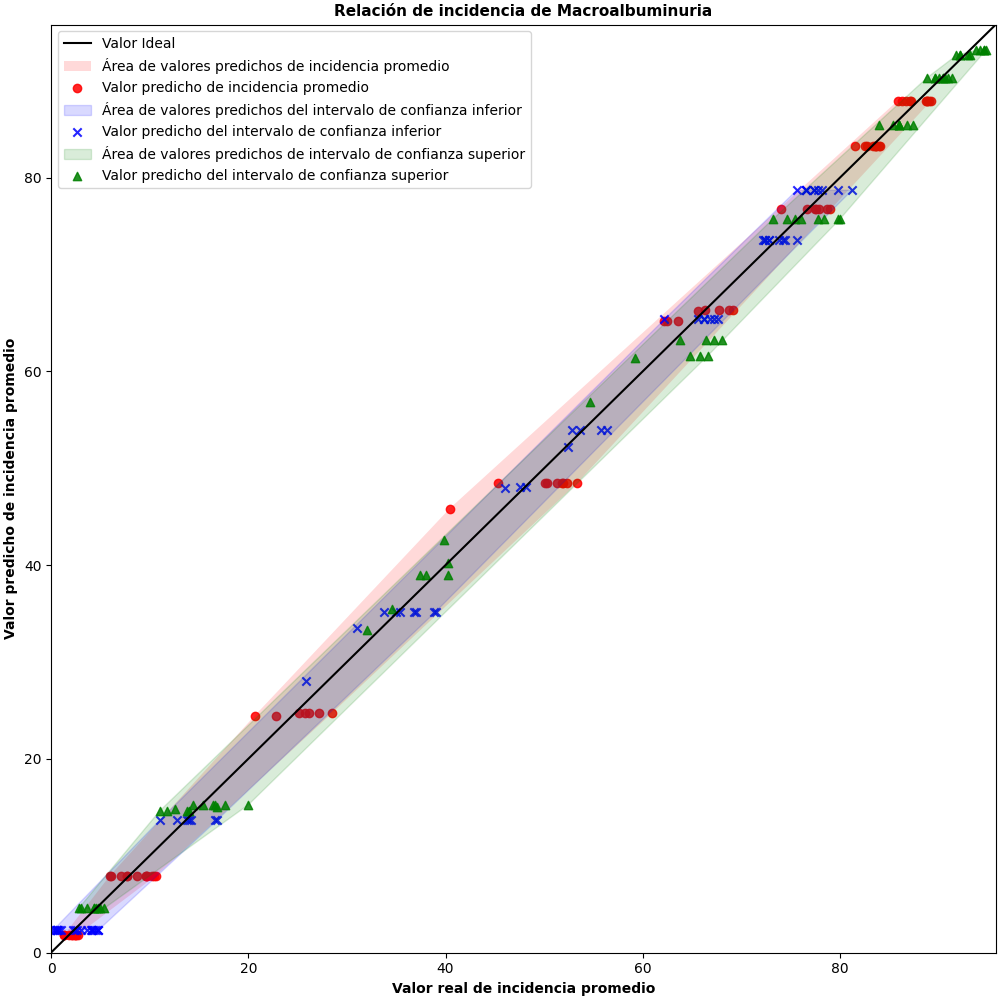 Relación de incidencia de Macroalbuminuria
Valor Ideal
Área de valores predichos de incidencia promedio
Valor predicho de incidencia promedio
Área de valores predichos del intervalo de confianza inferior
Valor predicho del intervalo de confianza inferior
Área de valores predichos de intervalo de confianza superior
Valor predicho del intervalo de confianza superior
Valor predicho de incidencia promedio
80
60
40
20
0
0 20 40 60 80
Valor real de incidencia promedio